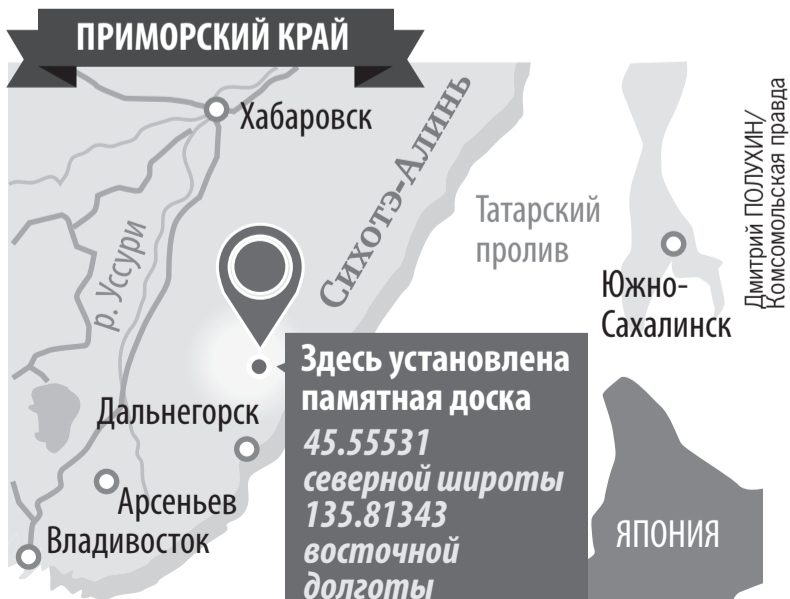 ПРИМОРСКИЙ КРАЙ
Хабаровск
Сихотэ-Алинь
Татарский
пролив
р. Уссури
Южно-
Сахалинск
Дмитрий ПОЛУХИН/
Комсомольская правда
Здесь установлена
памятная доска
45.55531
северной широты
135.81343
восточной
долготы
Дальнегорск
Арсеньев
Владивосток
ЯПОНИЯ